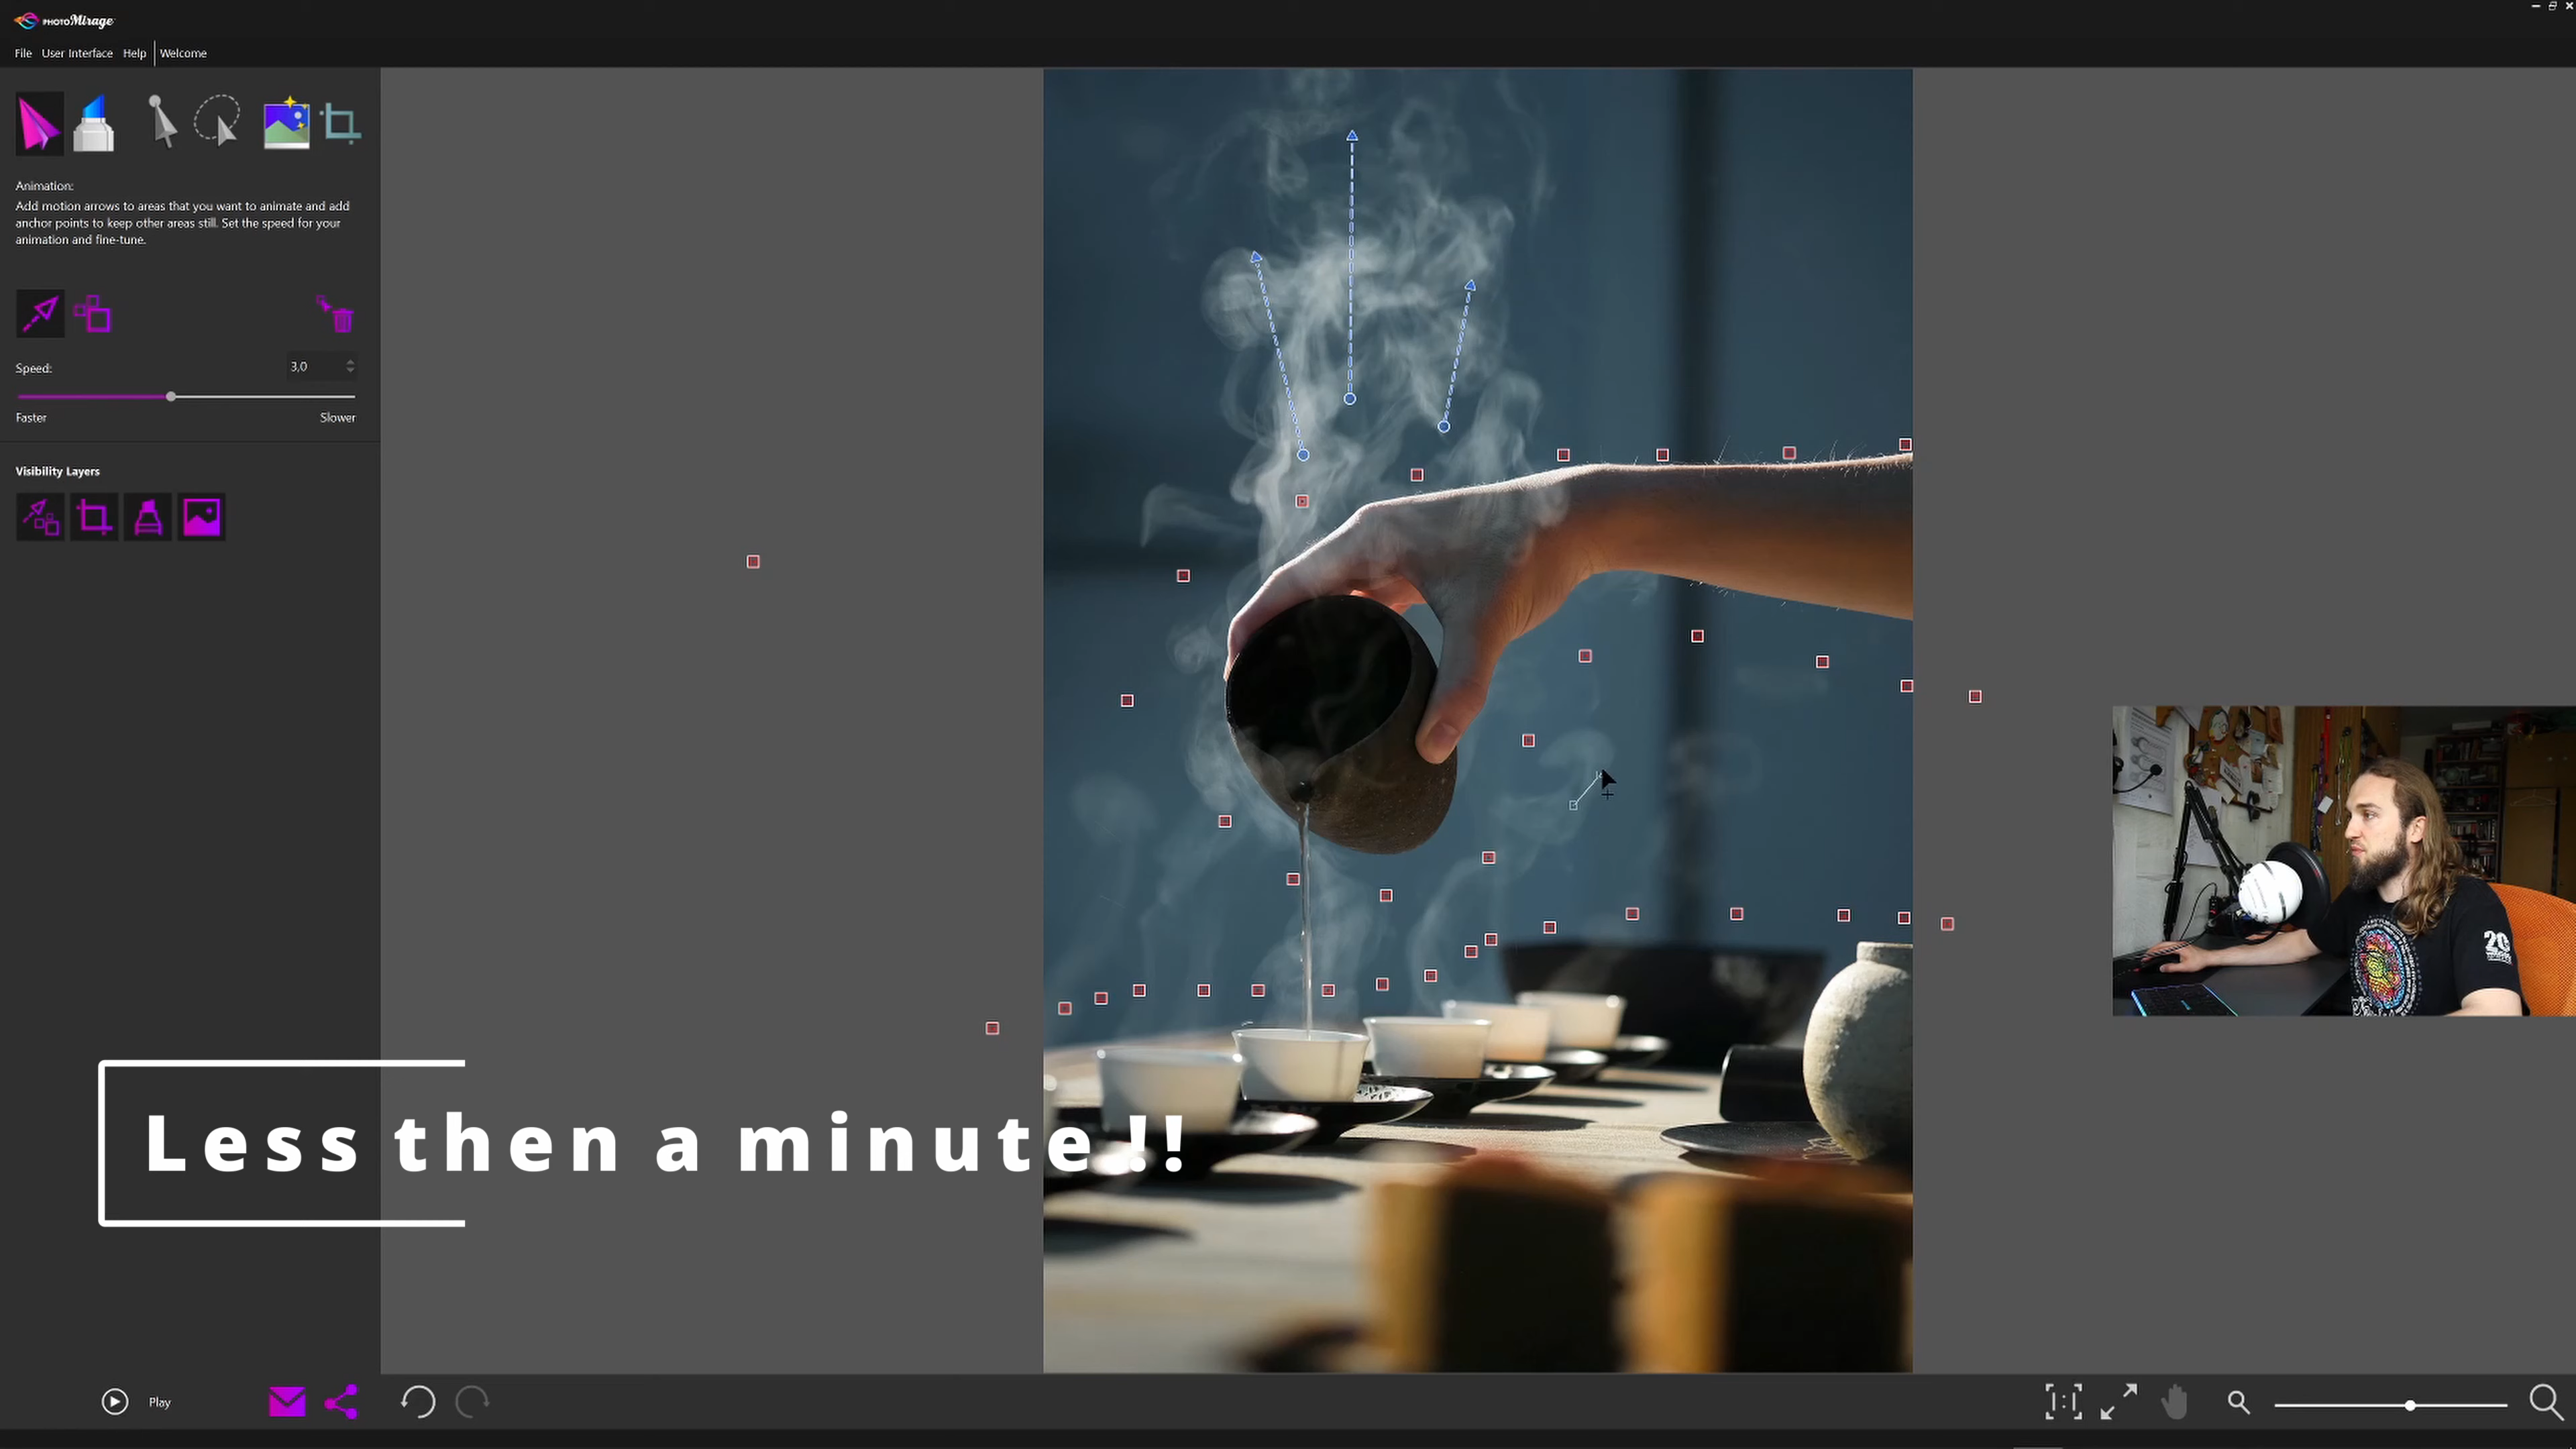 PHOTOMirage
File User Interface Help Welcome
Animation:
Add motion arrows to areas that you want to animate and add
anchor points to keep other areas still. Set the speed for your
animation and fine-tune.
Speed: 3,0
Faster Slower
Visibility Layers
Less then a minute !!
20
Play